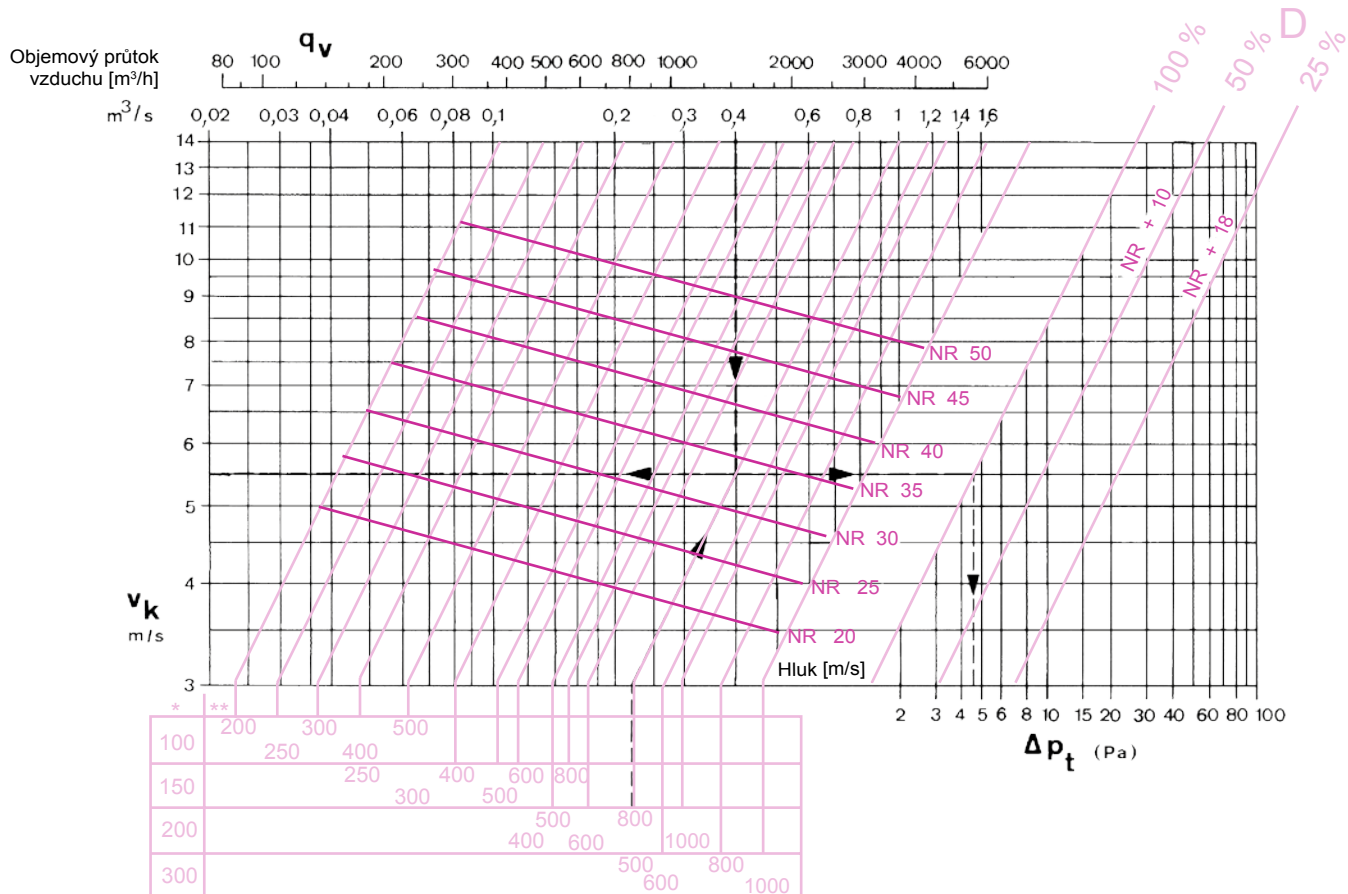 q_v
D
100 %
50 %
25 %
Objemový průtok
vzduchu [m³/h]
80 100 200 300 400 500 600 800 1000 2000 3000 4000 6000
m³/s
0,02 0,03 0,04 0,06 0,08 0,1 0,2 0,3 0,4 0,6 0,8 1 1,2 1,4 1,6
14
13
12
11
10
9
8
7
6
5
4
3
v_k
m/s
NR + 10
NR + 18
NR 50
NR 45
NR 40
NR 35
NR 30
NR 25
NR 20
Hluk [m/s]
2 3 4 5 6 8 10 15 20 30 40 60 80 100
Δp_t (Pa)
* **
100 200 300 500
250 400
150 250 400 600 800
300 500
200 500 800
400 600 1000
300 500 800
600 1000